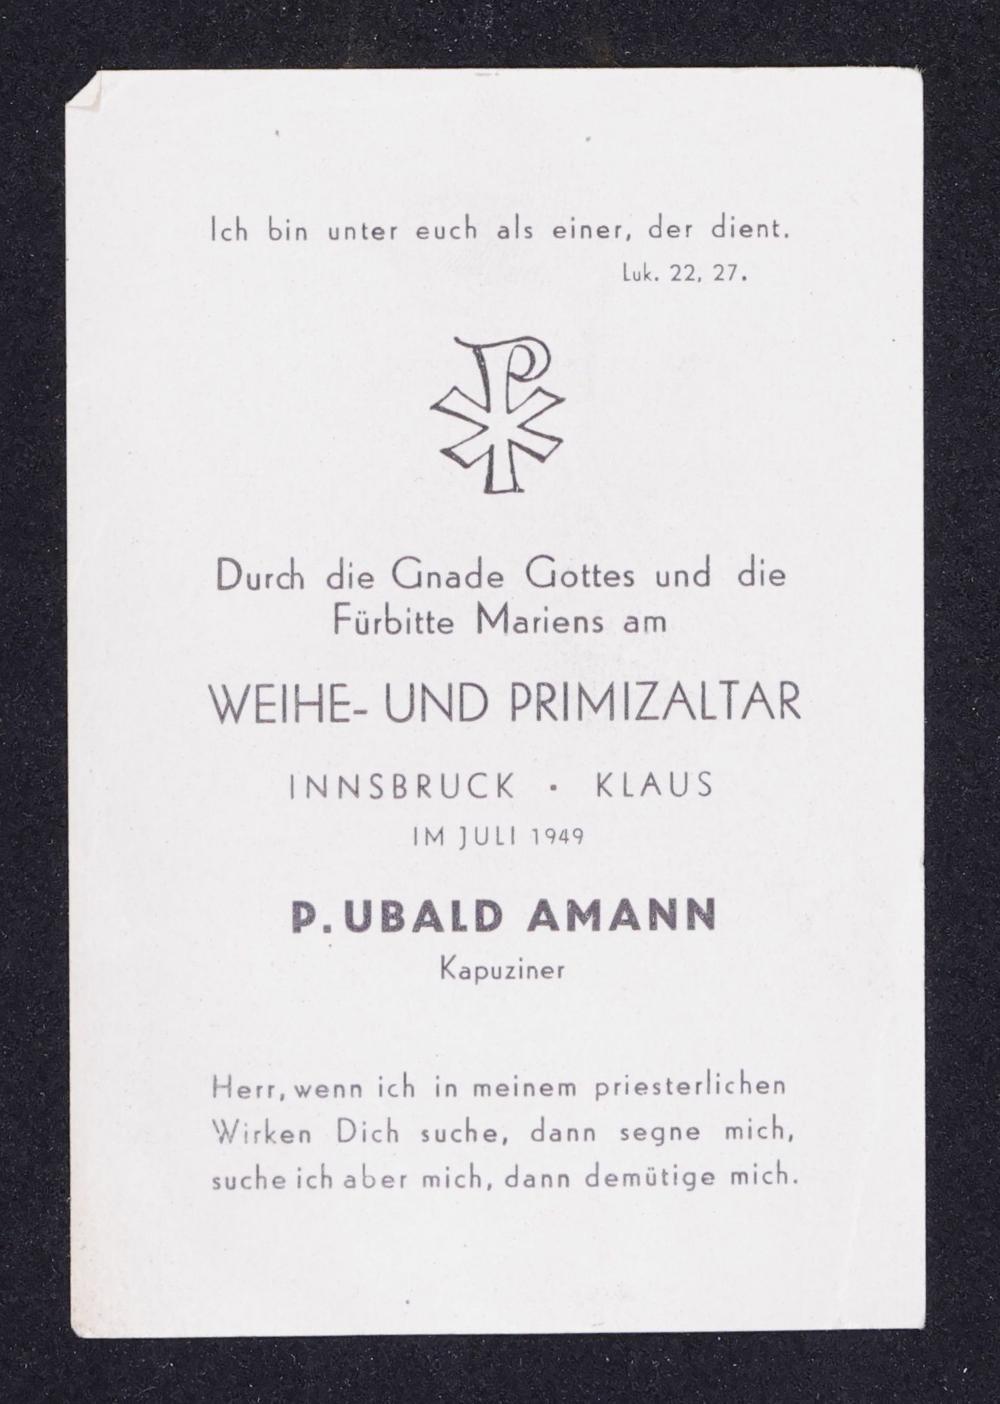 Ich bin unter euch als einer, der dient.
Luk. 22, 27.
Durch die Gnade Gottes und die
Fürbitte Mariens am
WEIHE- UND PRIMIZALTAR
INNSBRUCK · KLAUS
IM JULI 1949
P. UBALD AMANN
Kapuziner
Herr, wenn ich in meinem priesterlichen
Wirken Dich suche, dann segne mich,
suche ich aber mich, dann demütige mich.